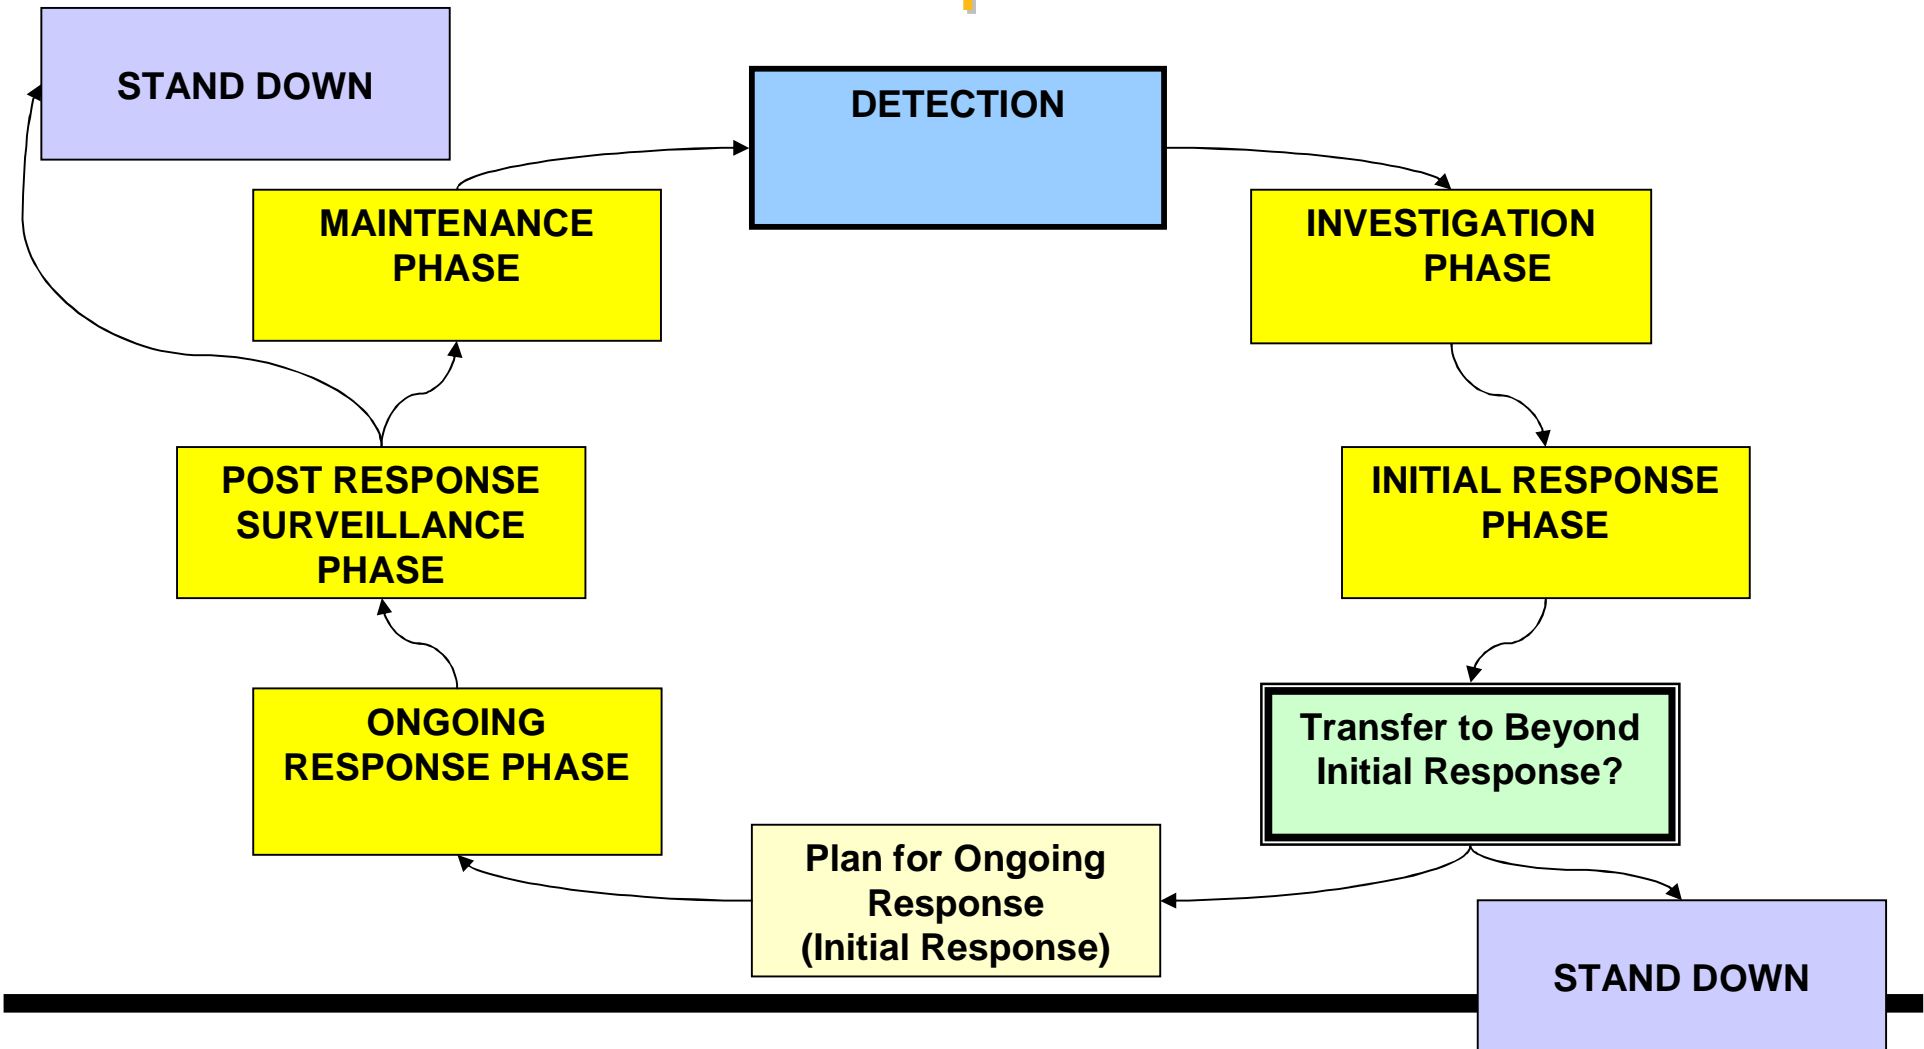 STAND DOWN
DETECTION
MAINTENANCE
PHASE
INVESTIGATION
PHASE
POST RESPONSE
SURVEILLANCE
PHASE
INITIAL RESPONSE
PHASE
ONGOING
RESPONSE PHASE
Transfer to Beyond
Initial Response?
Plan for Ongoing
Response
(Initial Response)
STAND DOWN